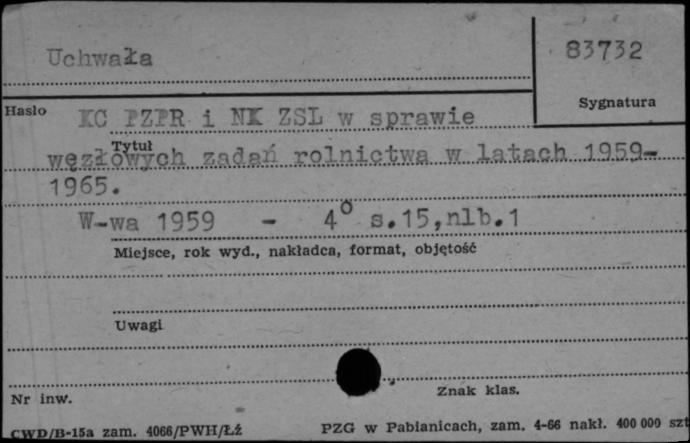 Uchwała
83732
Hasło
Sygnatura
KC PZPR i NK ZSL w sprawie
Tytuł
węzłowych zadań rolnictwa w latach 1959-
1965.
W-wa 1959 - 4° s.15,nlb.1
Miejsce, rok wyd., nakładca, format, objętość
Uwagi
Nr inw.
Znak klas.
CWD/B-15a zam. 4066/PWH/Łż
PZG w Pabianicach, zam. 4-66 nakł. 400 000 szt